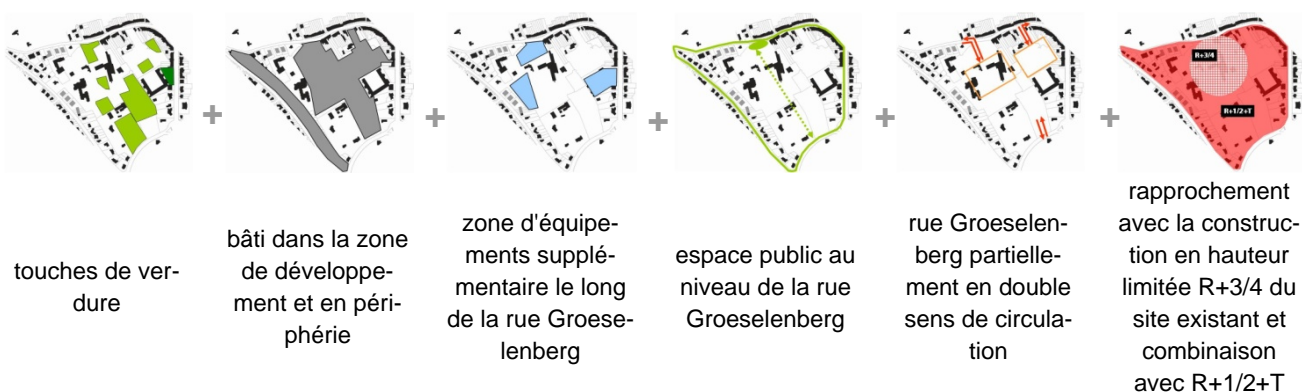 R+3/4
R+1/2+T
+
+
+
+
+
touches de ver-
dure
bâti dans la zone
de développe-
ment et en péri-
phérie
zone d'équipe-
ments supplé-
mentaire le long
de la rue Groese-
lenberg
espace public au
niveau de la rue
Groeselenberg
rue Groeselen-
berg partielle-
ment en double
sens de circula-
tion
rapprochement
avec la construc-
tion en hauteur
limitée R+3/4 du
site existant et
combinaison
avec R+1/2+T